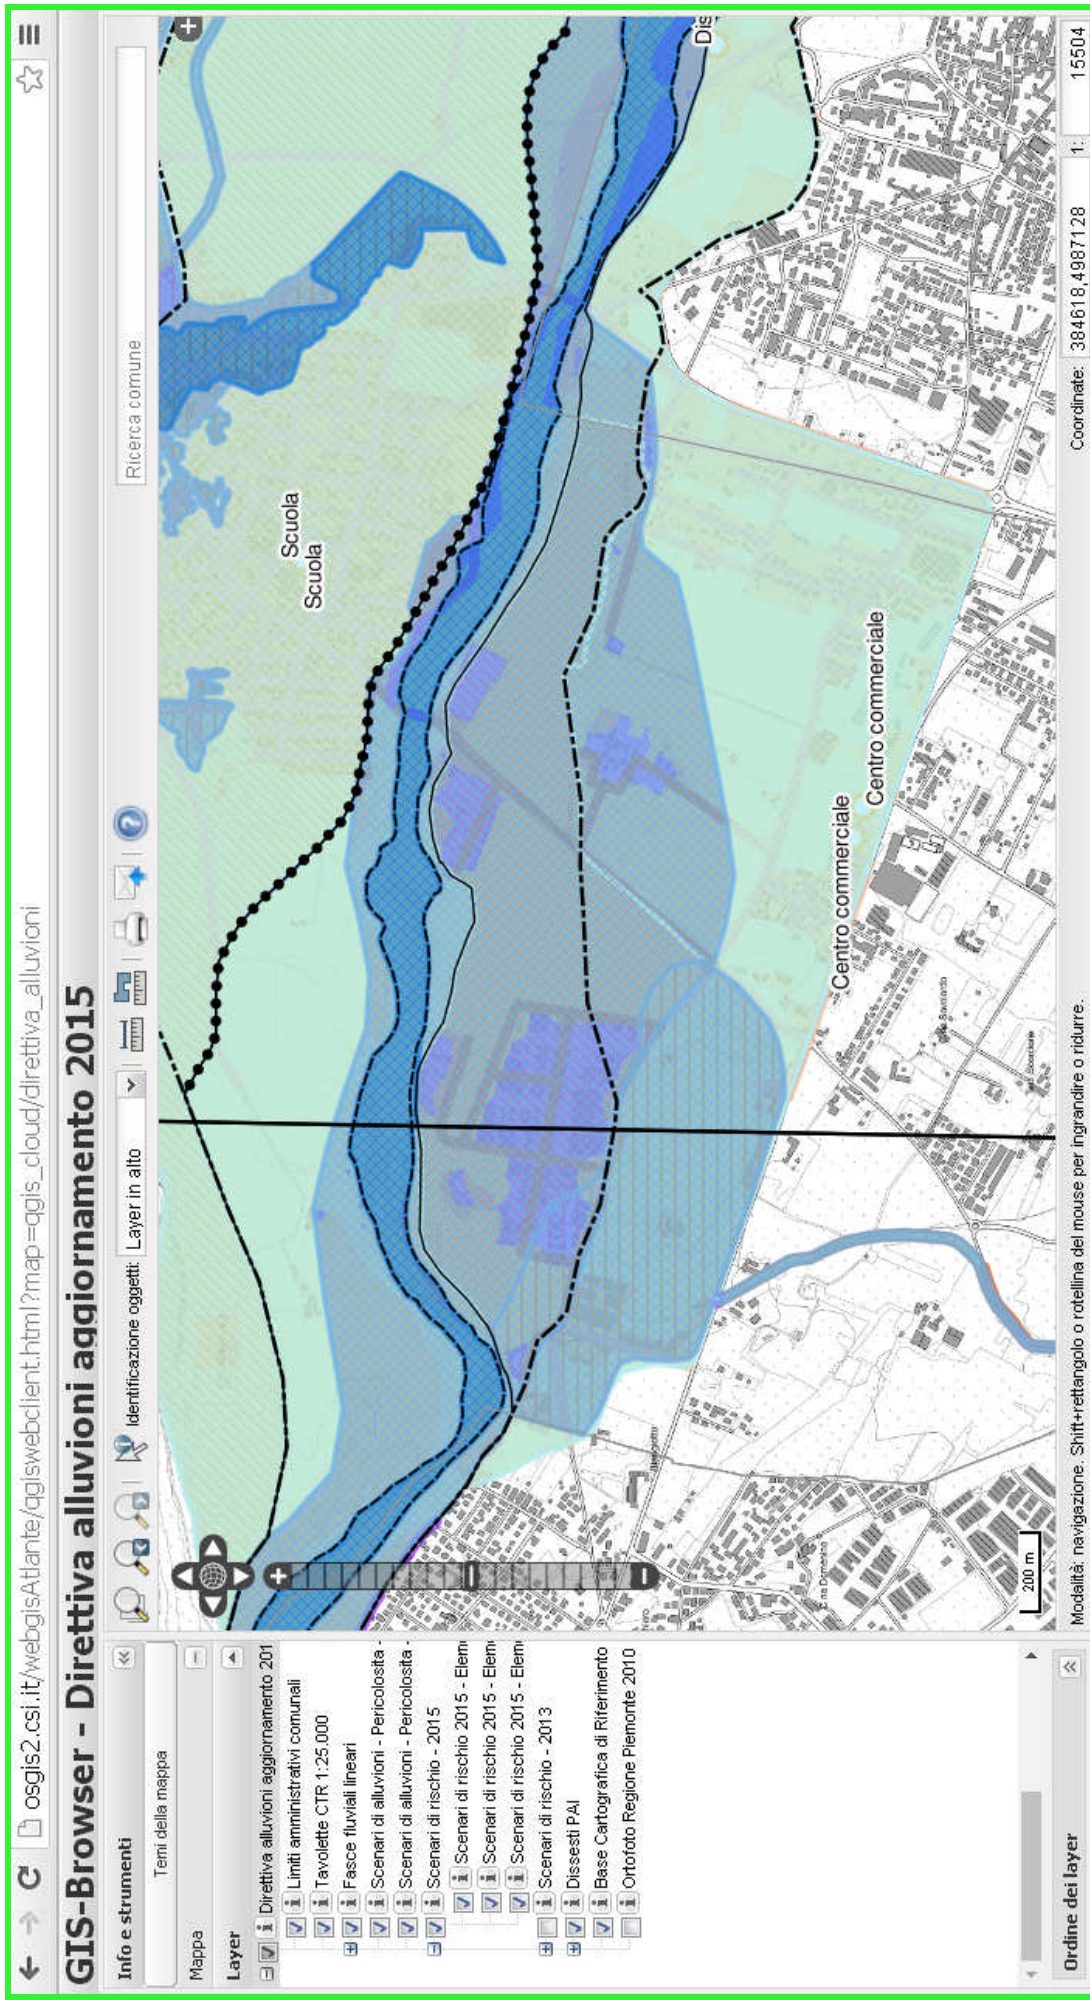 osgis2.csi.it/webgisAtlante/qgiswebclient.html?map=qgis_cloud/direttiva_alluvioni
GIS-Browser - Direttiva alluvioni aggiornamento 2015
Info e strumenti
Temi della mappa
Mappa
Layer
Direttiva alluvioni aggiornamento 201
Limiti amministrativi comunali
Tavolette CTR 1:25.000
Fasce fluviali lineari
Scenari di alluvioni - Pericolosita -
Scenari di alluvioni - Pericolosita -
Scenari di rischio - 2015
Scenari di rischio 2015 - Elem
Scenari di rischio 2015 - Elem
Scenari di rischio 2015 - Elem
Scenari di rischio - 2013
Dissesti PAI
Base Cartografica di Riferimento
Ortofoto Regione Piemonte 2010
Ordine dei layer
Identificazione oggetti:
Layer in alto
Ricerca comune
Scuola
Scuola
Dis
Centro commerciale
Centro commerciale
200 m
Modalità: navigazione. Shift+rettangolo o rotellina del mouse per ingrandire o ridurre.
Coordinate: 384618,4987128
1: 15504